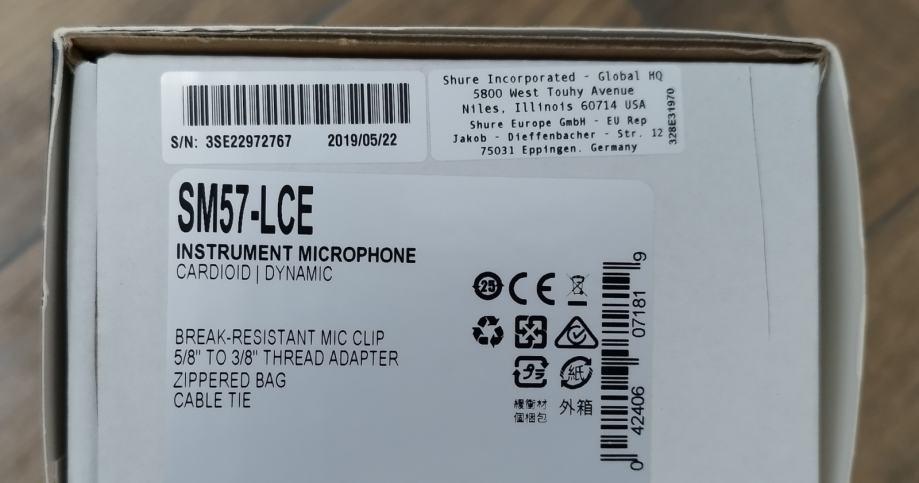 S/N: 3SE22972767 2019/05/22
Shure Incorporated - Global HQ
5800 West Touhy Avenue
Niles, Illinois 60714 USA
Shure Europe GmbH - EU Rep
Jakob - Dieffenbacher - Str. 12
75031 Eppingen. Germany
328E31970
SM57-LCE
INSTRUMENT MICROPHONE
CARDIOID | DYNAMIC
BREAK-RESISTANT MIC CLIP
5/8" TO 3/8" THREAD ADAPTER
ZIPPERED BAG
CABLE TIE
25 CE
プラ 紙
緩衝材 外箱
個梱包
0 42406 07181 9